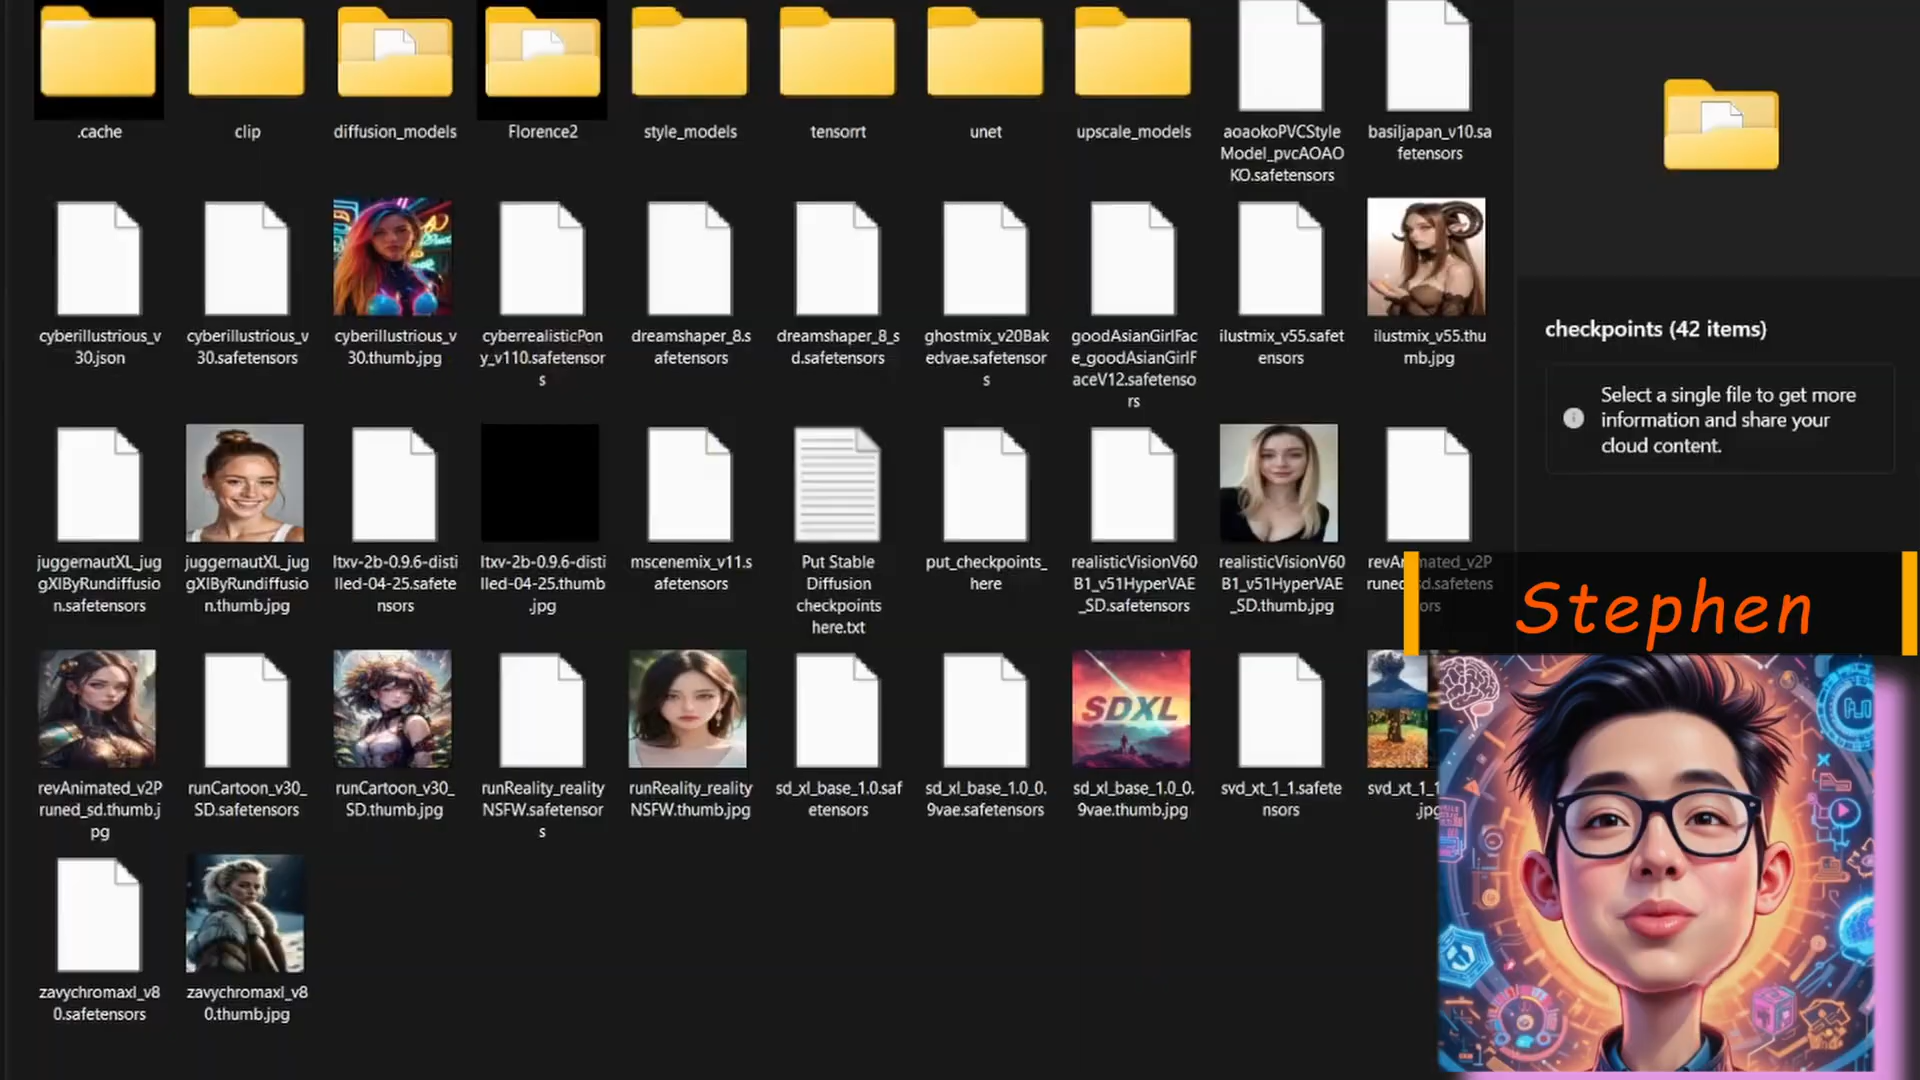 .cache
clip
diffusion_models
Florence2
style_models
tensorrt
unet
upscale_models
aoaokoPVCStyle
Model_pvcAOAO
KO.safetensors
basiljapan_v10.sa
fetensors
cyberillustrious_v
30.json
cyberillustrious_v
30.safetensors
cyberillustrious_v
30.thumb.jpg
cyberrealisticPon
y_v110.safetensor
s
dreamshaper_8.s
afetensors
dreamshaper_8_s
d.safetensors
ghostmix_v20Bak
edvae.safetensor
s
goodAsianGirlFac
e_goodAsianGirlF
aceV12.safetenso
rs
ilustmix_v55.safet
ensors
ilustmix_v55.thu
mb.jpg
checkpoints (42 items)
Select a single file to get more
information and share your
cloud content.
juggernautXL_jug
gXIByRundiffusio
n.safetensors
juggernautXL_jug
gXIByRundiffusio
n.thumb.jpg
ltxv-2b-0.9.6-disti
lled-04-25.safete
nsors
ltxv-2b-0.9.6-disti
lled-04-25.thumb
.jpg
mscenemix_v11.s
afetensors
Put Stable
Diffusion
checkpoints
here.txt
put_checkpoints_
here
realisticVisionV60
B1_v51HyperVAE
_SD.safetensors
realisticVisionV60
B1_v51HyperVAE
_SD.thumb.jpg
revAnimated_v2P
runed_sd.safetens
ors
Stephen
revAnimated_v2P
runed_sd.thumb.j
pg
runCartoon_v30_
SD.safetensors
runCartoon_v30_
SD.thumb.jpg
runReality_reality
NSFW.safetensor
s
runReality_reality
NSFW.thumb.jpg
sd_xl_base_1.0.saf
etensors
sd_xl_base_1.0_0.
9vae.safetensors
SDXL
sd_xl_base_1.0_0.
9vae.thumb.jpg
svd_xt_1_1.safete
nsors
svd_xt_1_1
.jpg
zavychromaxl_v8
0.safetensors
zavychromaxl_v8
0.thumb.jpg